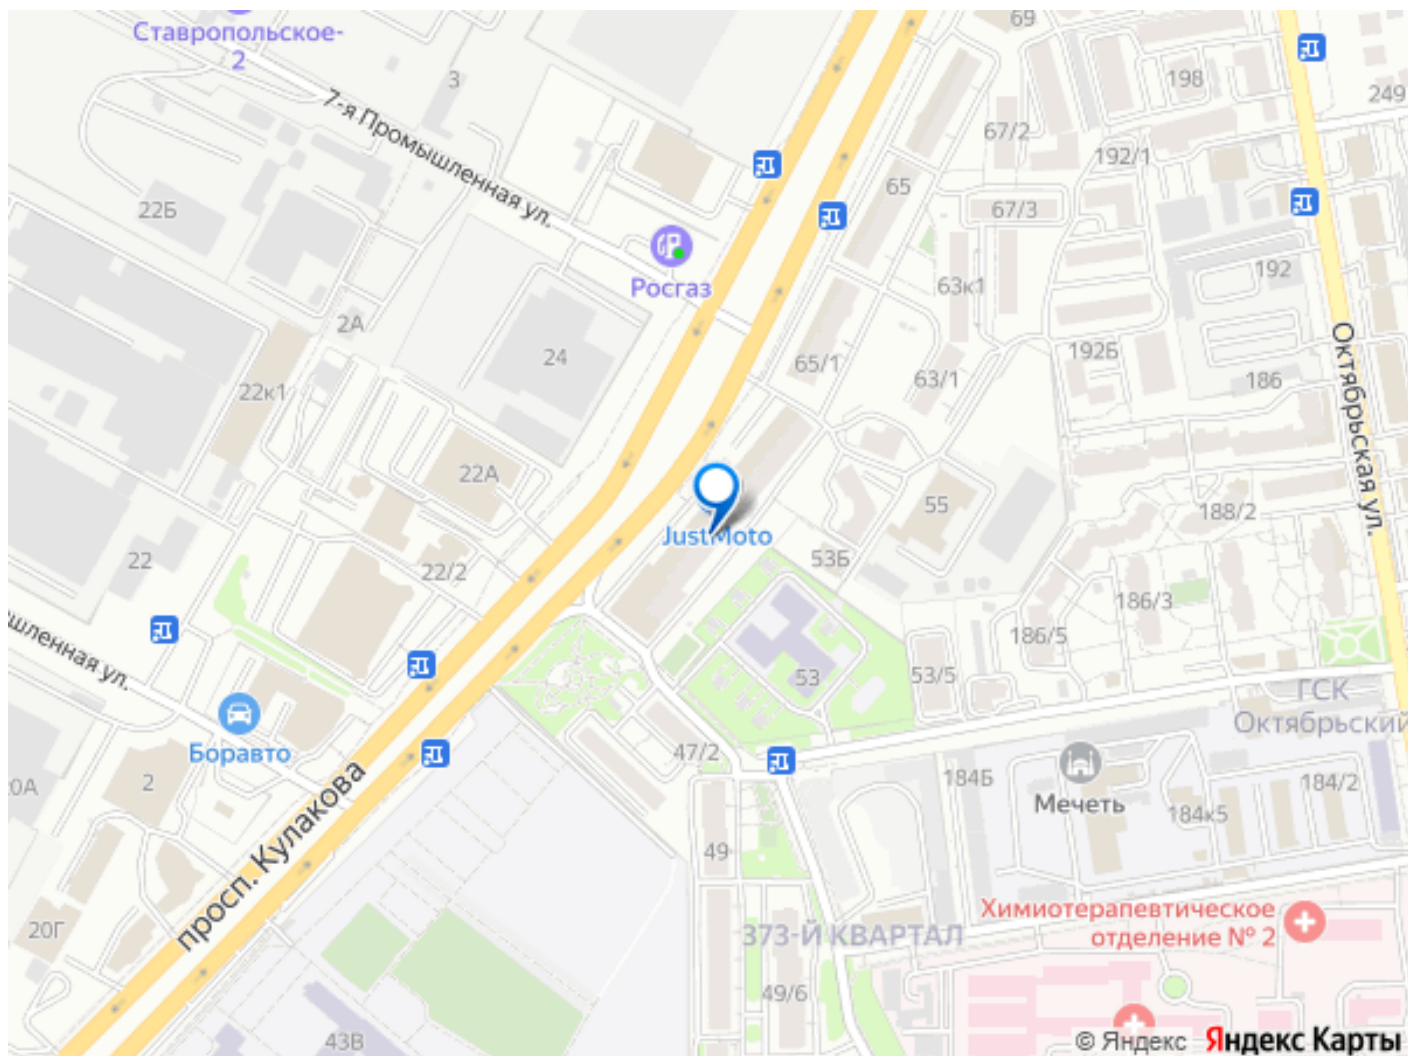 69
Ставропольское-
2
3
198
249
7-я Промышленная ул.
67/2
192/1
65
22Б
67/3
Росгаз
192
63к1
2А
24
65/1
63/1
192Б
186
22к1
Октябрьская ул.
22А
55
188/2
JustMoto
53Б
22
22/2
186/3
186/5
шленная ул.
53
53/5
ГСК
Октябрьский
Боравто
47/2
2
0А
просп. Кулакова
184Б
Мечеть
184/2
184к5
49
Химиотерапевтическое
отделение № 2
20Г
373-Й КВАРТАЛ
49/6
43В
© Яндекс Яндекс Карты